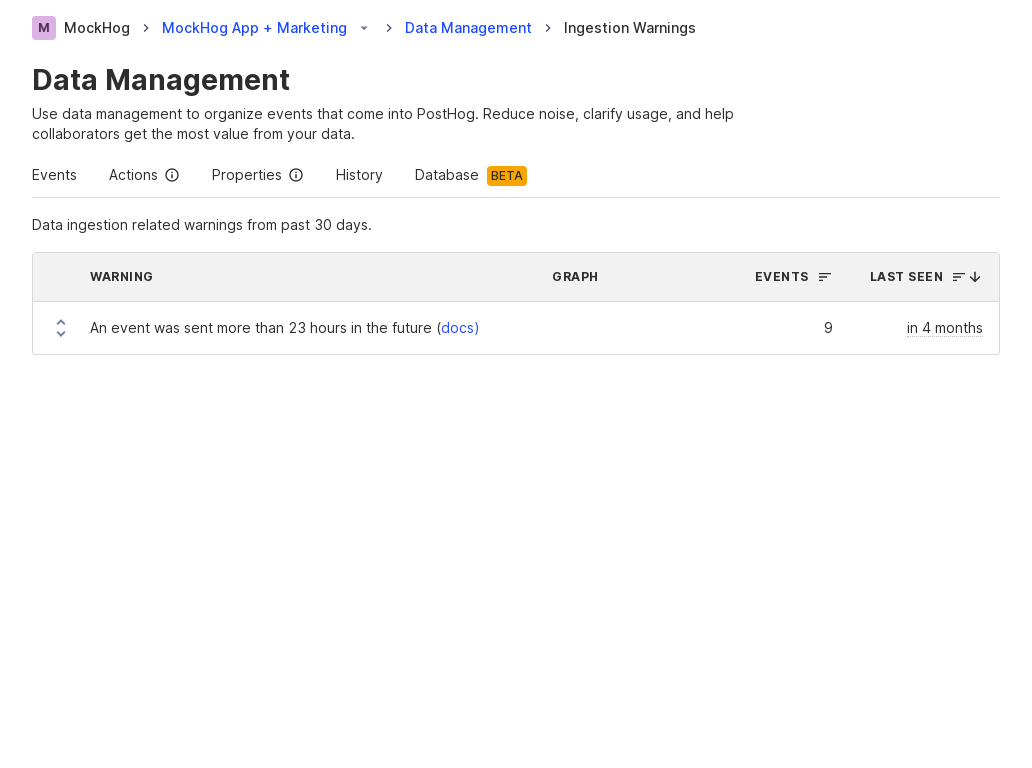 M MockHog MockHog App + Marketing Data Management Ingestion Warnings
Data Management
Use data management to organize events that come into PostHog. Reduce noise, clarify usage, and help
collaborators get the most value from your data.
Events Actions Properties History Database BETA
Data ingestion related warnings from past 30 days.
WARNING GRAPH EVENTS LAST SEEN
An event was sent more than 23 hours in the future (docs) 9 in 4 months